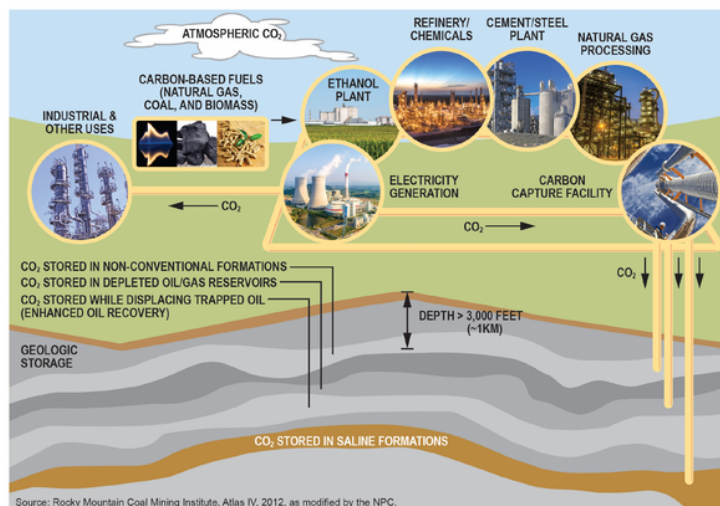 ATMOSPHERIC CO₂
REFINERY/
CHEMICALS
CEMENT/STEEL
PLANT
NATURAL GAS
PROCESSING
CARBON-BASED FUELS
(NATURAL GAS,
COAL, AND BIOMASS)
ETHANOL
PLANT
INDUSTRIAL &
OTHER USES
ELECTRICITY
GENERATION
CARBON
CAPTURE FACILITY
CO₂
CO₂
CO₂
CO₂ STORED IN NON-CONVENTIONAL FORMATIONS
CO₂ STORED IN DEPLETED OIL/GAS RESERVOIRS
CO₂ STORED WHILE DISPLACING TRAPPED OIL
(ENHANCED OIL RECOVERY)
DEPTH > 3,000 FEET
(~1KM)
GEOLOGIC
STORAGE
CO₂ STORED IN SALINE FORMATIONS
Source: Rocky Mountain Coal Mining Institute, Atlas IV, 2012, as modified by the NPC.